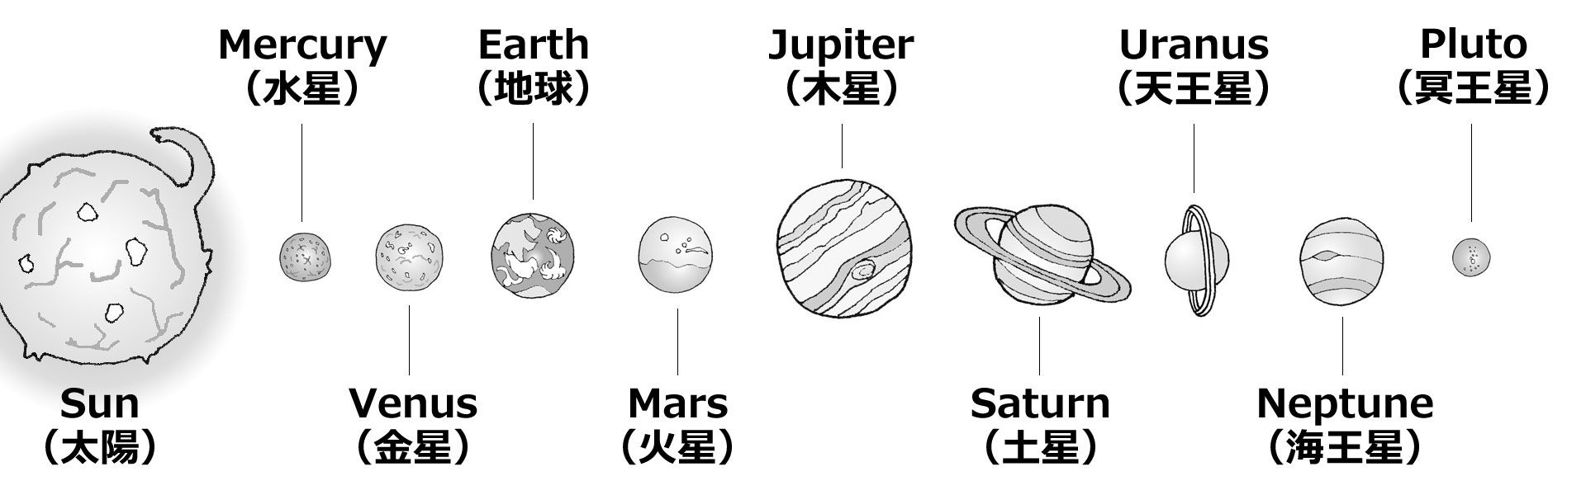 Mercury
（水星）
Earth
（地球）
Jupiter
（木星）
Uranus
（天王星）
Pluto
（冥王星）
Sun
（太陽）
Venus
（金星）
Mars
（火星）
Saturn
（土星）
Neptune
（海王星）